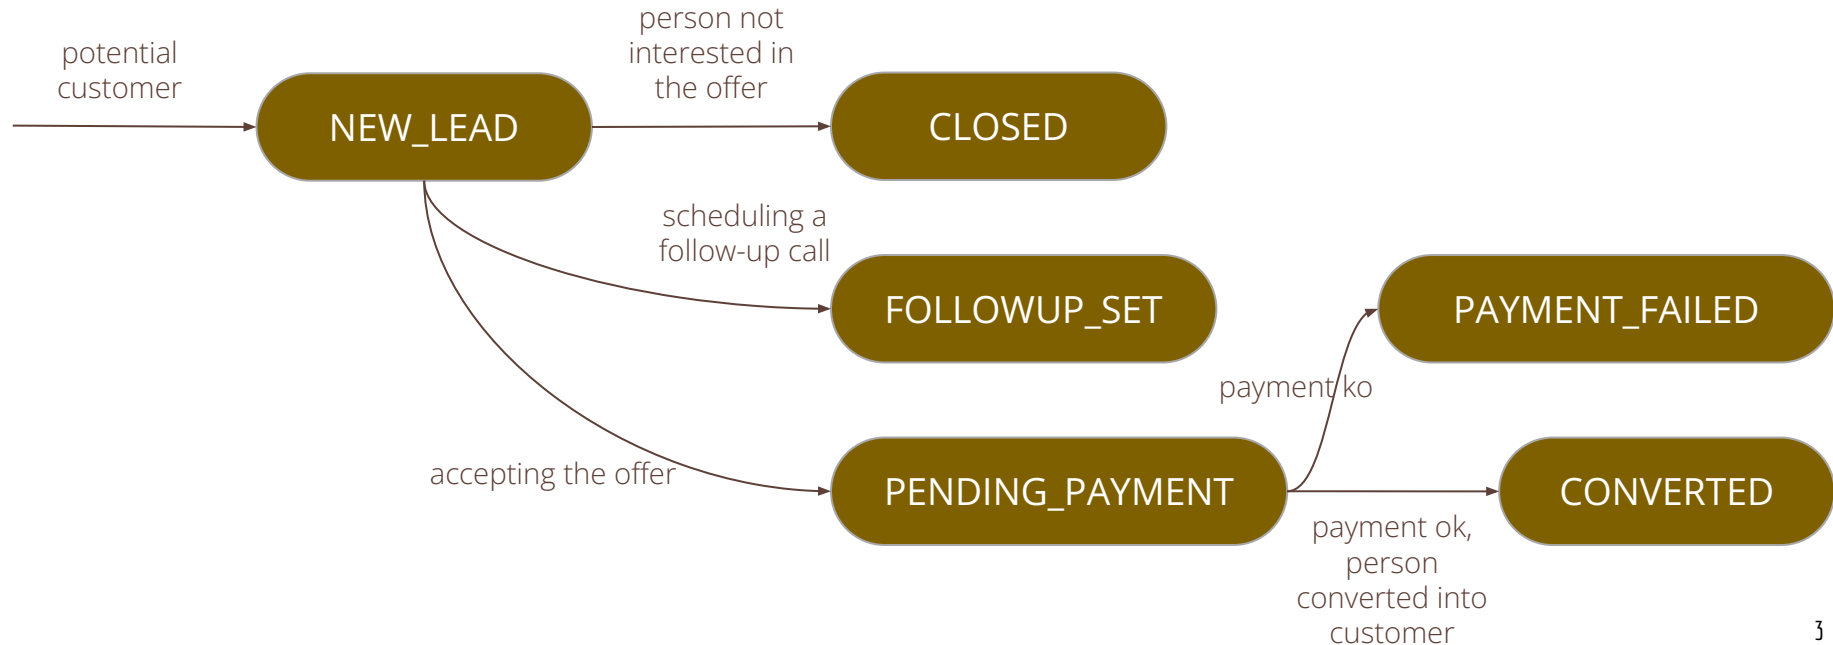 potential
customer
NEW_LEAD
person not
interested in
the offer
CLOSED
scheduling a
follow-up call
FOLLOWUP_SET
PAYMENT_FAILED
payment ko
accepting the offer
PENDING_PAYMENT
CONVERTED
payment ok,
person
converted into
customer
3